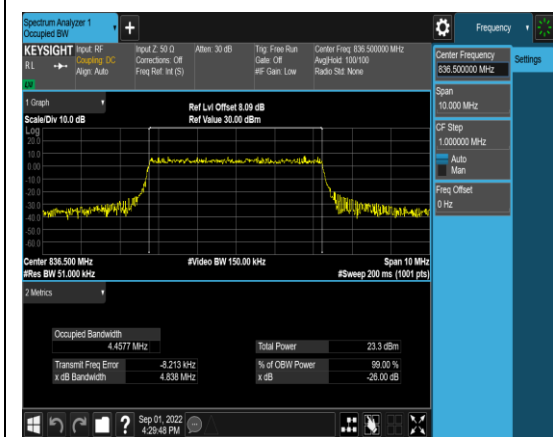 Spectrum Analyzer 1
Occupied BW
Frequency
KEYSIGHT
RL
Input: RF
Coupling: DC
Align: Auto
Input Z: 50 Ω
Corrections: Off
Freq Ref: Int (S)
Atten: 30 dB
Trig: Free Run
Gate: Off
#IF Gain: Low
Center Freq: 836.500000 MHz
Avg|Hold: 100/100
Radio Std: None
Center Frequency
836.500000 MHz
Settings
Span
10.000 MHz
CF Step
1.000000 MHz
Auto
Man
Freq Offset
0 Hz
1 Graph
Scale/Div 10.0 dB
Ref Lvl Offset 8.09 dB
Ref Value 30.00 dBm
Log
20.0
10.0
0.00
-10.0
-20.0
-30.0
-40.0
-50.0
-60.0
Center 836.500 MHz
#Res BW 51.000 kHz
#Video BW 150.00 kHz
Span 10 MHz
#Sweep 200 ms (1001 pts)
2 Metrics
Occupied Bandwidth
4.4577 MHz
Total Power 23.3 dBm
Transmit Freq Error -8.213 kHz
% of OBW Power 99.00 %
x dB Bandwidth 4.838 MHz
x dB -26.00 dB
Sep 01, 2022
4:29:48 PM